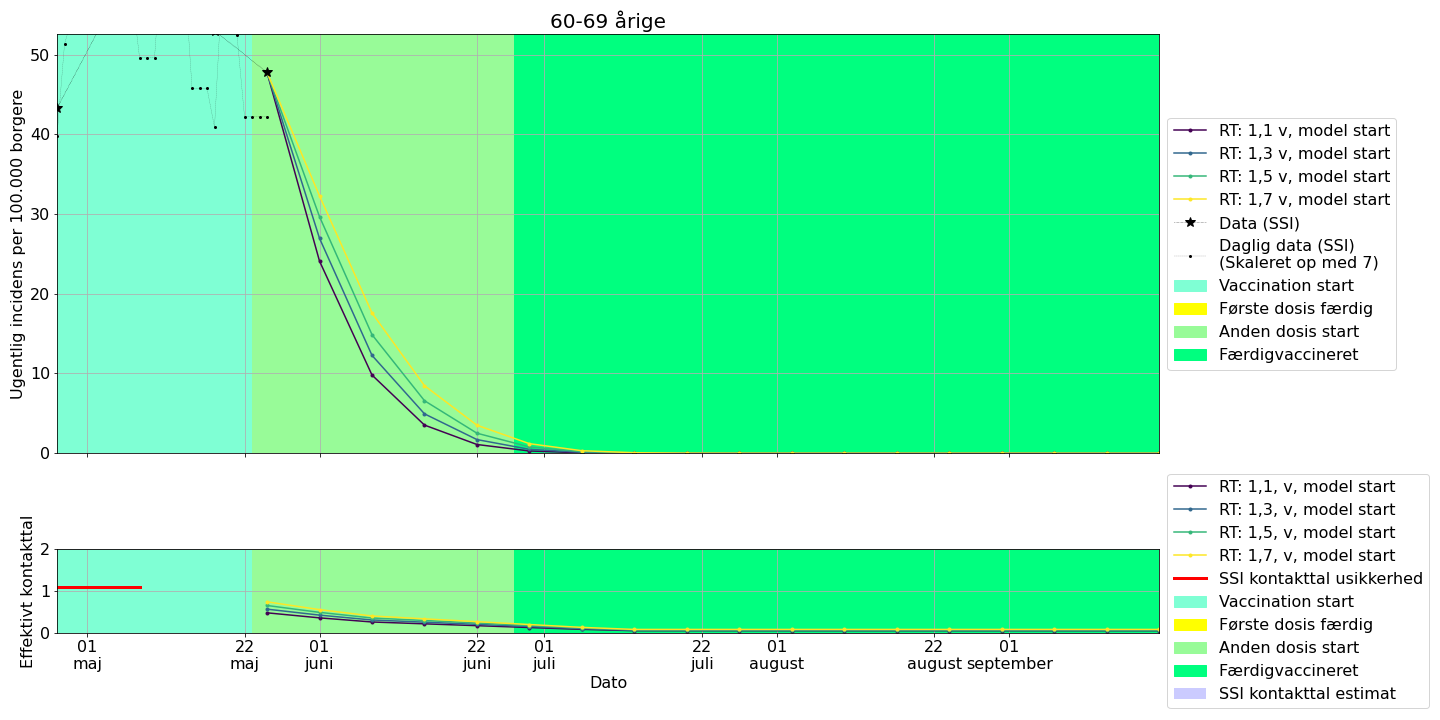 60-69 årige
Ugentlig incidens per 100.000 borgere
50
40
30
20
10
0
RT: 1,1 v, model start
RT: 1,3 v, model start
RT: 1,5 v, model start
RT: 1,7 v, model start
Data (SSI)
Daglig data (SSI)
(Skaleret op med 7)
Vaccination start
Første dosis færdig
Anden dosis start
Færdigvaccineret
Effektivt kontakttal
2
1
0
RT: 1,1, v, model start
RT: 1,3, v, model start
RT: 1,5, v, model start
RT: 1,7, v, model start
SSI kontakttal usikkerhed
Vaccination start
Første dosis færdig
Anden dosis start
Færdigvaccineret
SSI kontakttal estimat
01 22 01 22 01 22 01 22 01
maj maj juni juni juli juli august august september
Dato